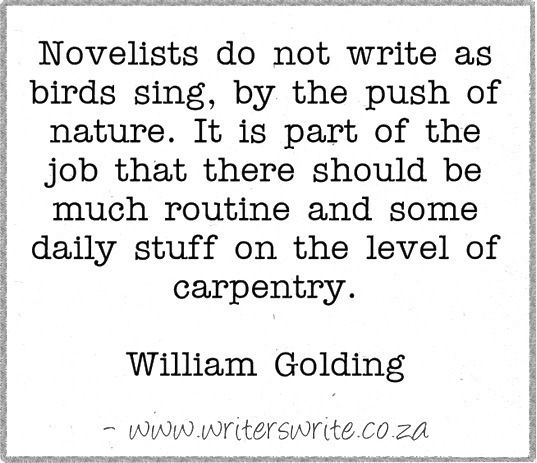 Novelists do not write as
birds sing, by the push of
nature. It is part of the
job that there should be
much routine and some
daily stuff on the level of
carpentry.
William Golding
- www.writerswrite.co.za